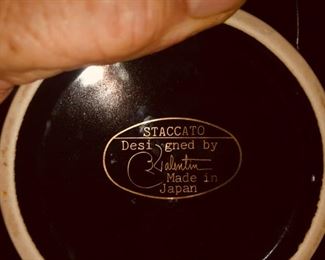 STACCATO
Designed by
Valentin
Made in
Japan